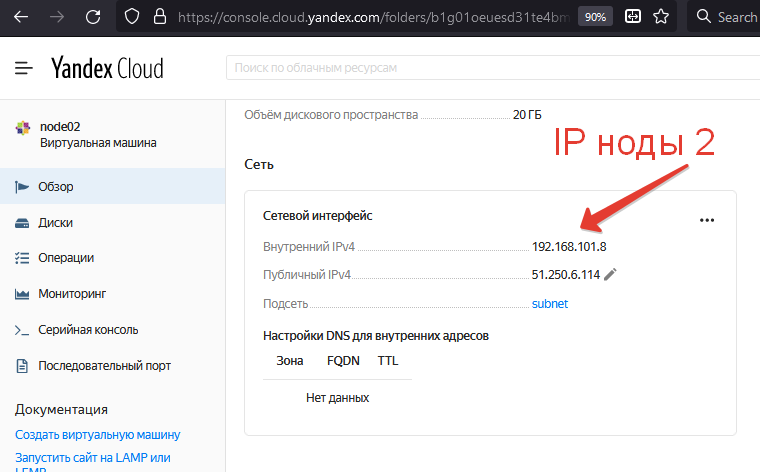 https://console.cloud.yandex.com/folders/b1g01oeuesd31te4bm
90%
Search
Yandex Cloud
Поиск по облачным ресурсам
node02
Виртуальная машина
Обзор
Диски
Операции
Мониторинг
Серийная консоль
Последовательный порт
Документация
Создать виртуальную машину
Запустить сайт на LAMP или
LEMP
Объём дискового пространства 20 ГБ
IP ноды 2
Сеть
Сетевой интерфейс
Внутренний IPv4 192.168.101.8
Публичный IPv4 51.250.6.114
Подсеть subnet
Настройки DNS для внутренних адресов
Зона FQDN TTL
Нет данных